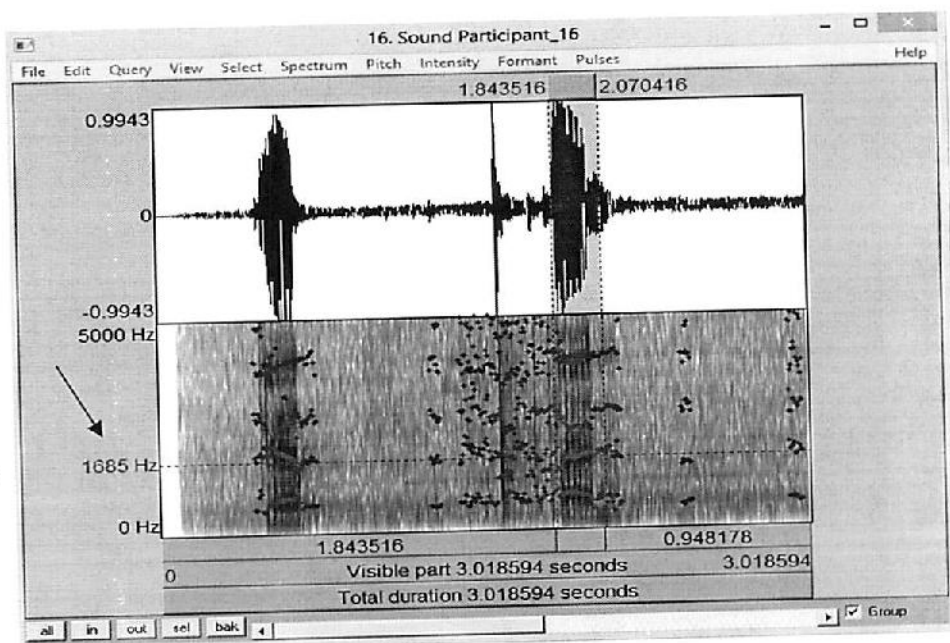 16. Sound Participant_16
File Edit Query View Select Spectrum Pitch Intensity Formant Pulses Help
1.843516 2.070416
0.9943
0
-0.9943
5000 Hz
1685 Hz
0 Hz
1.843516 0.948178
0 Visible part 3.018594 seconds 3.018594
Total duration 3.018594 seconds
all in out sel bak Group